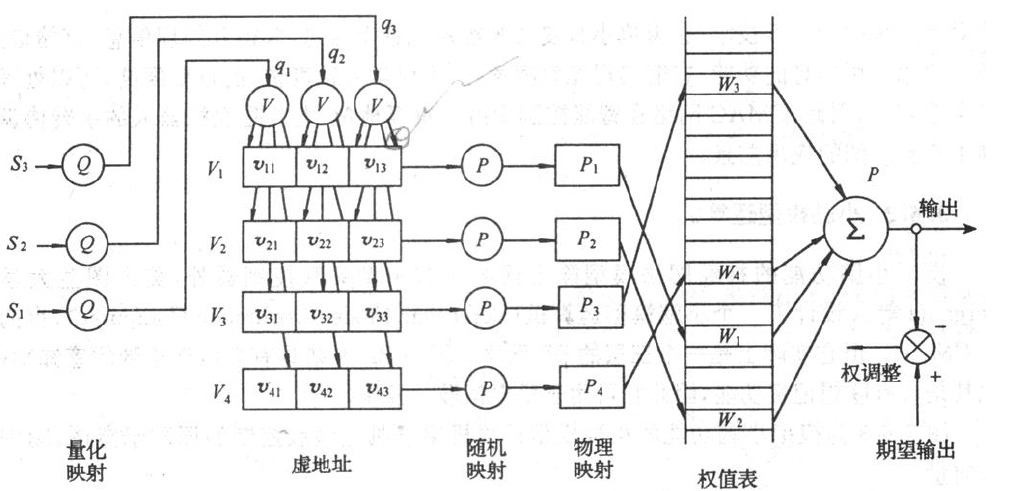 q₃
q₂
q₁
V V V
S₃ Q
V₁ v₁₁ v₁₂ v₁₃ P P₁
S₂ Q
V₂ v₂₁ v₂₂ v₂₃ P P₂
S₁ Q
V₃ v₃₁ v₃₂ v₃₃ P P₃
V₄ v₄₁ v₄₂ v₄₃ P P₄
W₃
W₄
W₁
W₂
P
Σ
输出
−
+
权调整
期望输出
量化
映射
虚地址
随机
映射
物理
映射
权值表